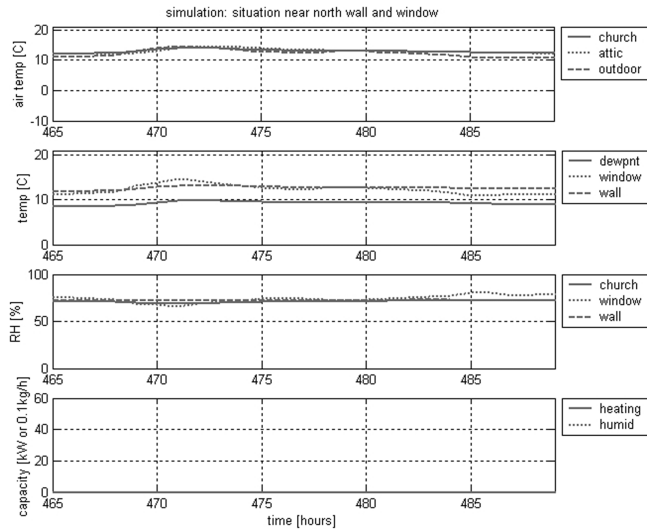 simulation: situation near north wall and window
air temp [C]
20
10
0
-10
465 470 475 480 485
church
attic
outdoor
temp [C]
20
10
0
465 470 475 480 485
dewpnt
window
wall
RH [%]
100
50
0
465 470 475 480 485
church
window
wall
capacity [kW or 0.1kg/h]
60
40
20
0
465 470 475 480 485
time [hours]
heating
humid